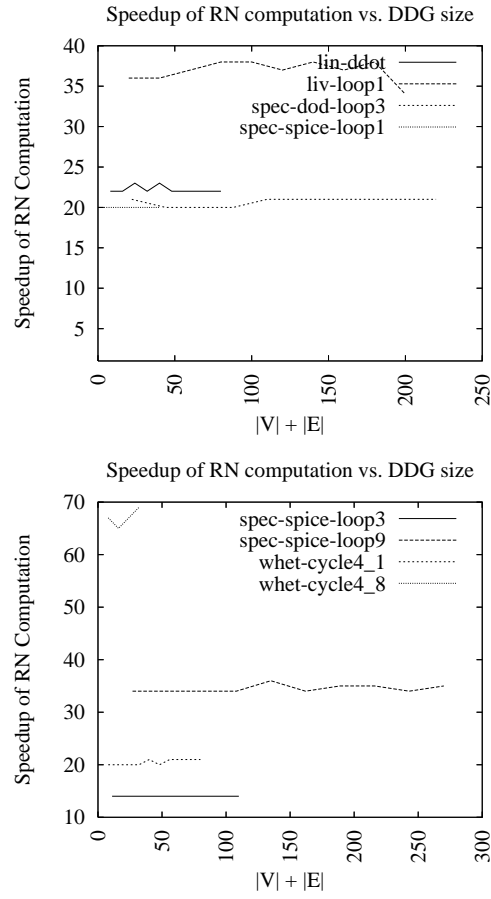 Speedup of RN computation vs. DDG size
40
35
30
25
20
15
10
5
Speedup of RN Computation
lin-ddot
liv-loop1
spec-dod-loop3
spec-spice-loop1
0
50
100
150
200
250
|V| + |E|
Speedup of RN computation vs. DDG size
70
60
50
40
30
20
10
Speedup of RN Computation
spec-spice-loop3
spec-spice-loop9
whet-cycle4_1
whet-cycle4_8
0
50
100
150
200
250
300
|V| + |E|